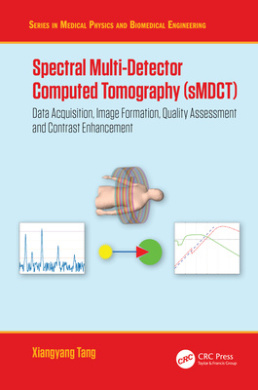 SERIES IN MEDICAL PHYSICS AND BIOMEDICAL ENGINEERING
Spectral Multi-Detector
Computed Tomography (sMDCT)
Data Acquisition, Image Formation, Quality Assessment
and Contrast Enhancement
Xiangyang Tang
CRC
CRC Press
Taylor & Francis Group